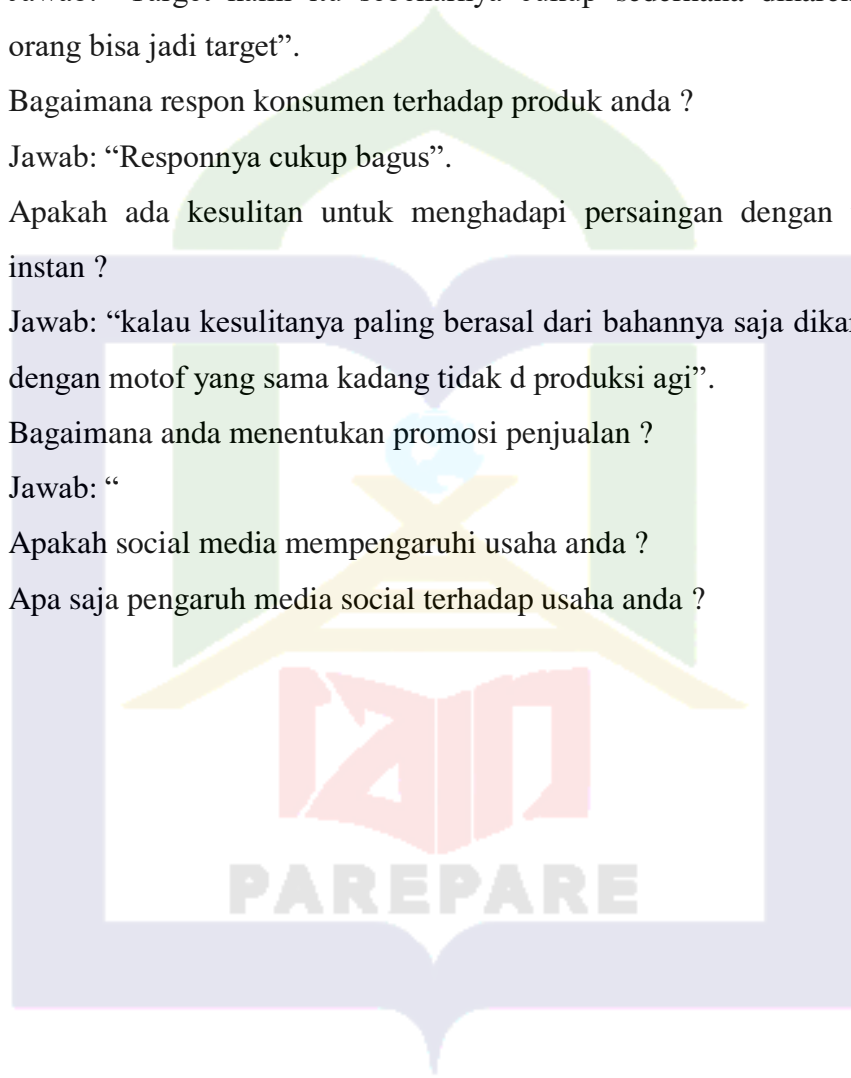 orang bisa jadi target”.
Bagaimana respon konsumen terhadap produk anda ?
Jawab: “Responnya cukup bagus”.
Apakah ada kesulitan untuk menghadapi persaingan dengan
instan ?
Jawab: “kalau kesulitanya paling berasal dari bahannya saja
dengan motof yang sama kadang tidak d produksi agi”.
Bagaimana anda menentukan promosi penjualan ?
Jawab: “
Apakah social media mempengaruhi usaha anda ?
Apa saja pengaruh media social terhadap usaha anda ?
PAREPARE